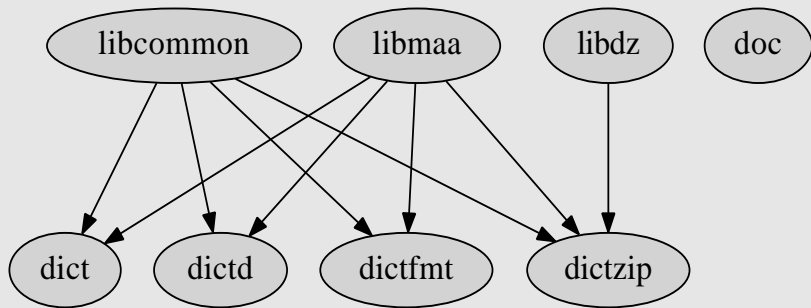 libcommon
libmaa
libdz
doc
dict
dictd
dictfmt
dictzip